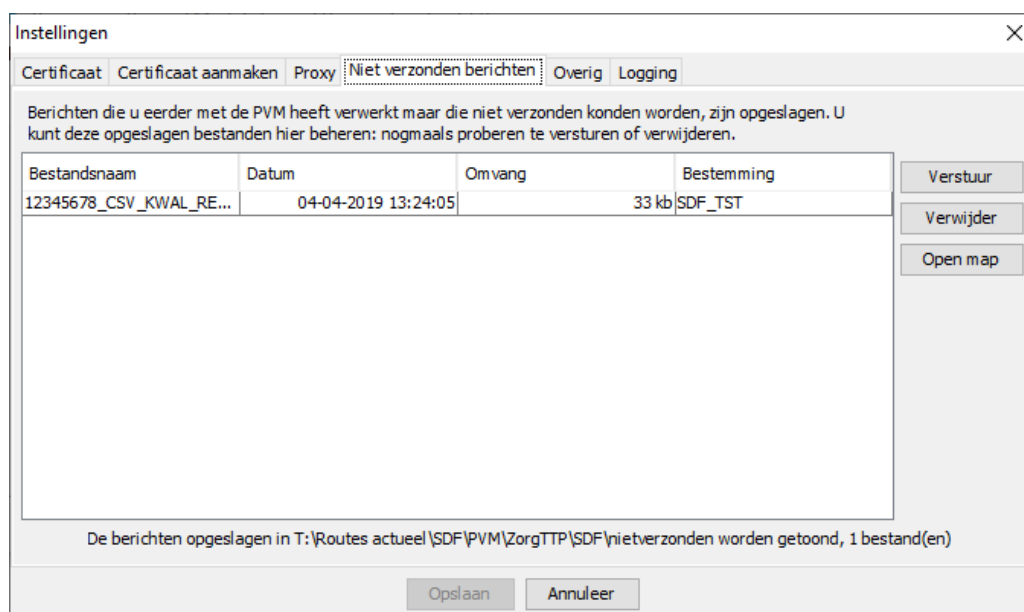 Instellingen
Certificaat Certificaat aanmaken Proxy Niet verzonden berichten Overig Logging
Berichten die u eerder met de PVM heeft verwerkt maar die niet verzonden konden worden, zijn opgeslagen. U
kunt deze opgeslagen bestanden hier beheren: nogmaals proberen te versturen of verwijderen.
Bestandsnaam Datum Omvang Bestemming
12345678_CSV_KWAL_RE... 04-04-2019 13:24:05 33 kb SDF_TST
Verstuur
Verwijder
Open map
De berichten opgeslagen in T:\Routes actueel\SDF\PVM\ZorgTTP\SDF\nietverzonden worden getoond, 1 bestand(en)
Opslaan Annuleer